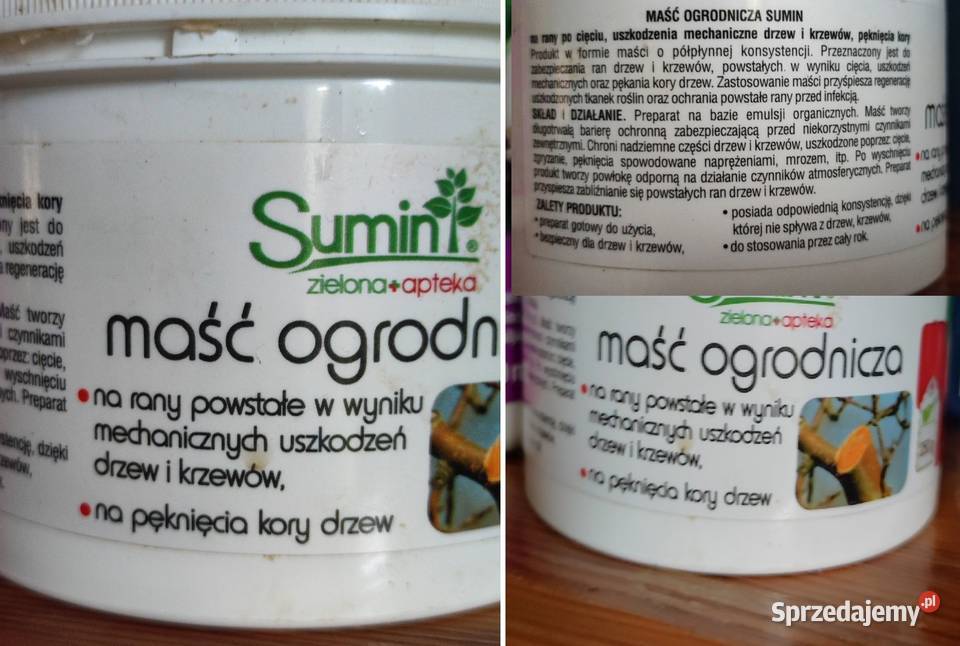 nięcia kory
ny jest do
uszkodzeń
regenerację
Maść tworzy
czynnikami
poprzez: cięcie,
wyschnięciu
ych. Preparat
stencję, dzięki
rzewów,
Sumin
zielona+apteka
maść ogrodn
• na rany powstałe w wyniku
mechanicznych uszkodzeń
drzew i krzewów,
• na pęknięcia kory drzew
MAŚĆ OGRODNICZA SUMIN
na rany po cięciu, uszkodzenia mechaniczne drzew i krzewów, pęknięcia kory
Produkt w formie maści o półpłynnej konsystencji. Przeznaczony jest do
zabezpieczania ran drzew i krzewów, powstałych w wyniku cięcia, uszkodzeń
mechanicznych oraz pękania kory drzew. Zastosowanie maści przyśpiesza regenerację
uszkodzonych tkanek roślin oraz ochrania powstałe rany przed infekcją.
SKŁAD i DZIAŁANIE. Preparat na bazie emulsji organicznych. Maść tworzy
długotrwałą barierę ochronną zabezpieczającą przed niekorzystnymi czynnikami
zewnętrznymi. Chroni nadziemne części drzew i krzewów, uszkodzone poprzez: cięcie,
zgryzanie, pęknięcia spowodowane naprężeniami, mrozem, itp. Po wyschnięciu
produkt tworzy powłokę odporną na działanie czynników atmosferycznych. Preparat
przyspiesza zabliźnianie się powstałych ran drzew i krzewów.
ZALETY PRODUKTU:
• preparat gotowy do użycia,
• bezpieczny dla drzew i krzewów,
• posiada odpowiednią konsystencję, dzięki
której nie spływa z drzew, krzewów,
• do stosowania przez cały rok.
zielona+apteka
maść ogrodnicza
• na rany powstałe w wyniku
mechanicznych uszkodzeń
drzew i krzewów,
• na pęknięcia kory drzew
Sprzedajemy.pl